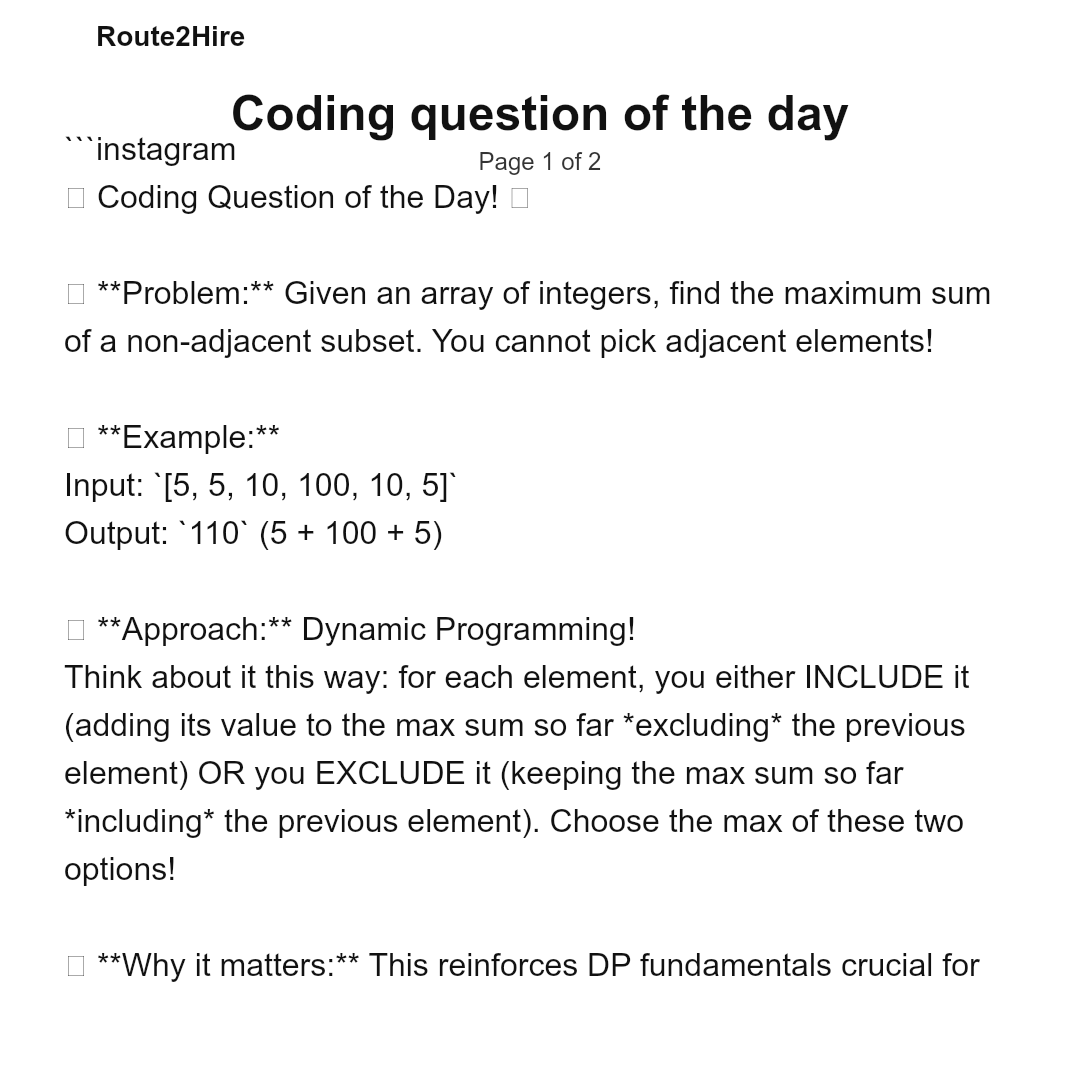 Route2Hire
Coding question of the day
```instagram
Page 1 of 2
□ Coding Question of the Day! □
□ **Problem:** Given an array of integers, find the maximum sum
of a non-adjacent subset. You cannot pick adjacent elements!
□ **Example:**
Input: `[5, 5, 10, 100, 10, 5]`
Output: `110` (5 + 100 + 5)
□ **Approach:** Dynamic Programming!
Think about it this way: for each element, you either INCLUDE it
(adding its value to the max sum so far *excluding* the previous
element) OR you EXCLUDE it (keeping the max sum so far
*including* the previous element). Choose the max of these two
options!
□ **Why it matters:** This reinforces DP fundamentals crucial for